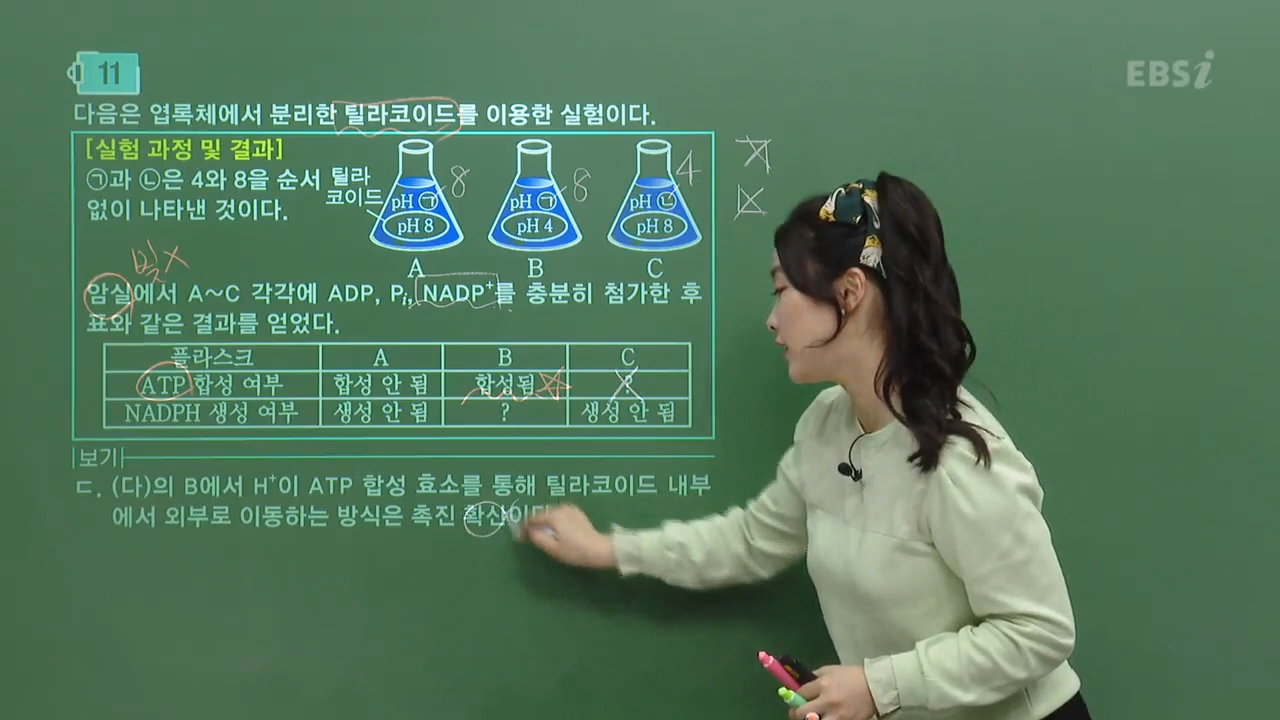 11
EBSi
다음은 엽록체에서 분리한 틸라코이드를 이용한 실험이다.
[실험 과정 및 결과]
㉠과 ㉡은 4와 8을 순서
없이 나타낸 것이다.
틸라
코이드
pH ㉠ 8
pH 8
A
pH ㉠ 8
pH 4
B
pH ㉡ 4
pH 8
C
ㄱ
ㄴ
빛X
암실에서 A~C 각각에 ADP, Pi, NADP+를 충분히 첨가한 후
표와 같은 결과를 얻었다.
플라스크 A B C
ATP 합성 여부 합성 안 됨 합성됨 ?
NADPH 생성 여부 생성 안 됨 ? 생성 안 됨
보기
ㄷ. (다)의 B에서 H+이 ATP 합성 효소를 통해 틸라코이드 내부
에서 외부로 이동하는 방식은 촉진 확산이다